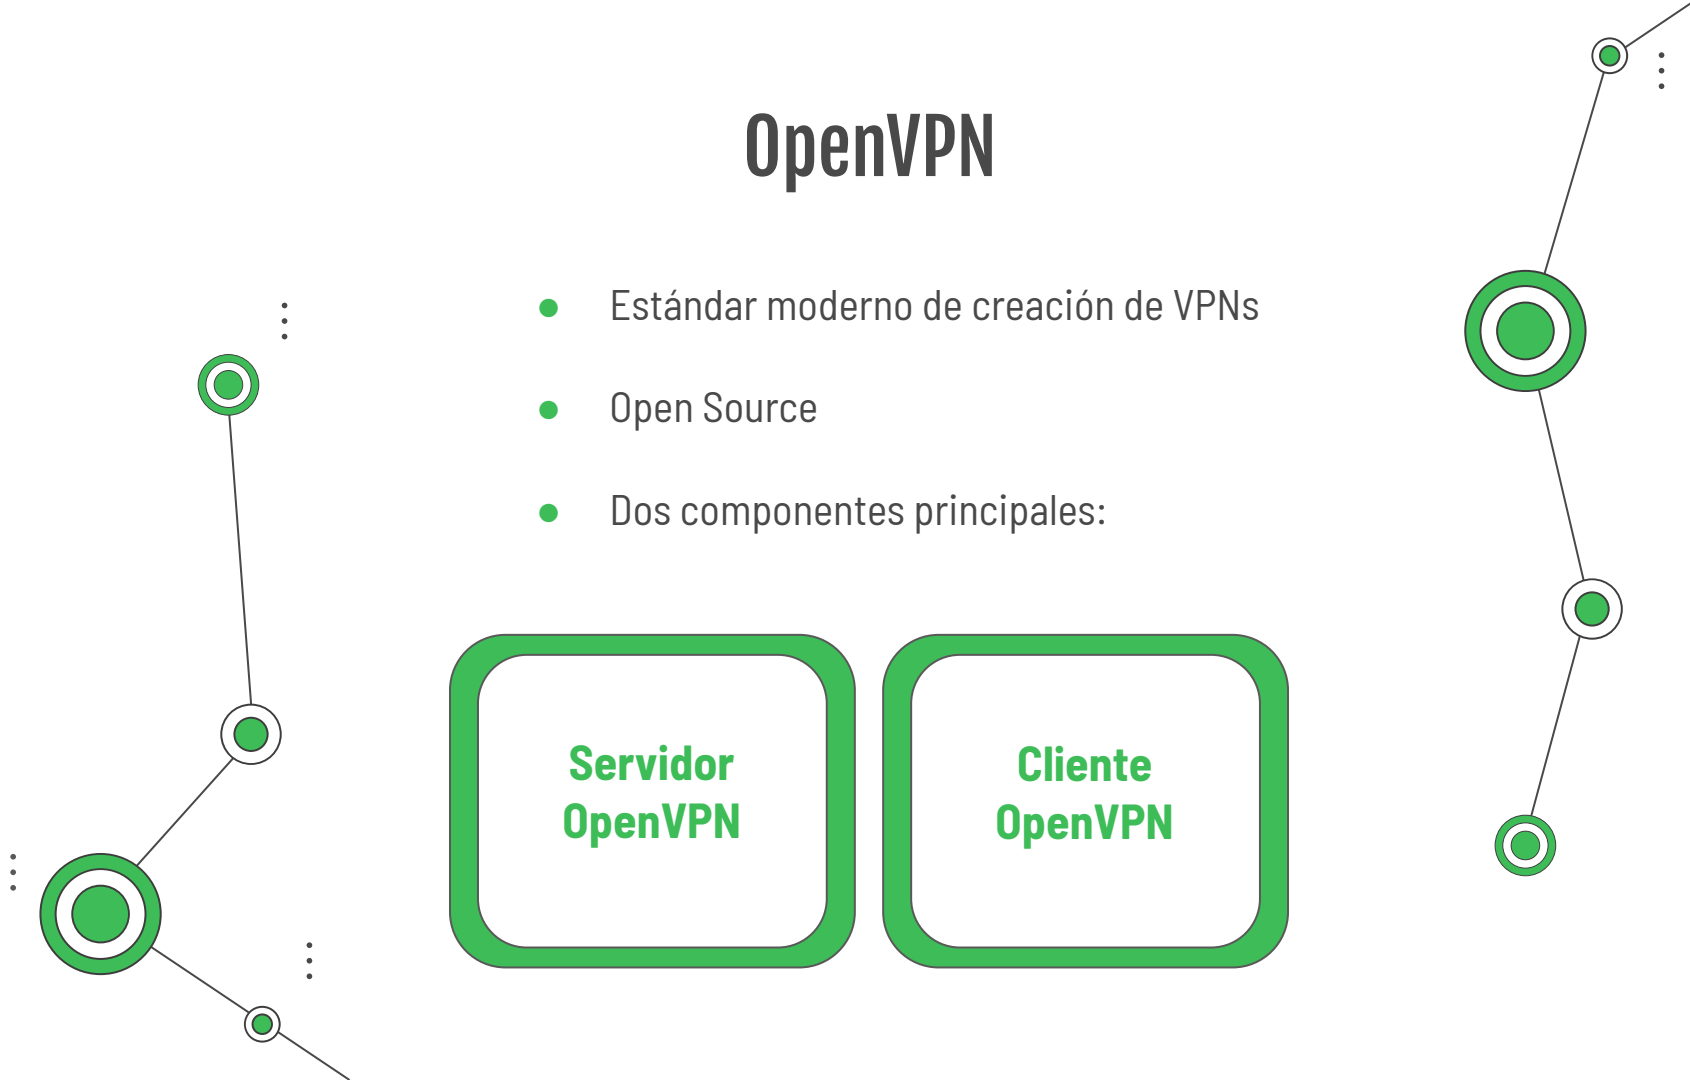 OpenVPN
Estándar moderno de creación de VPNs
Open Source
Dos componentes principales:
Servidor
OpenVPN
Cliente
OpenVPN